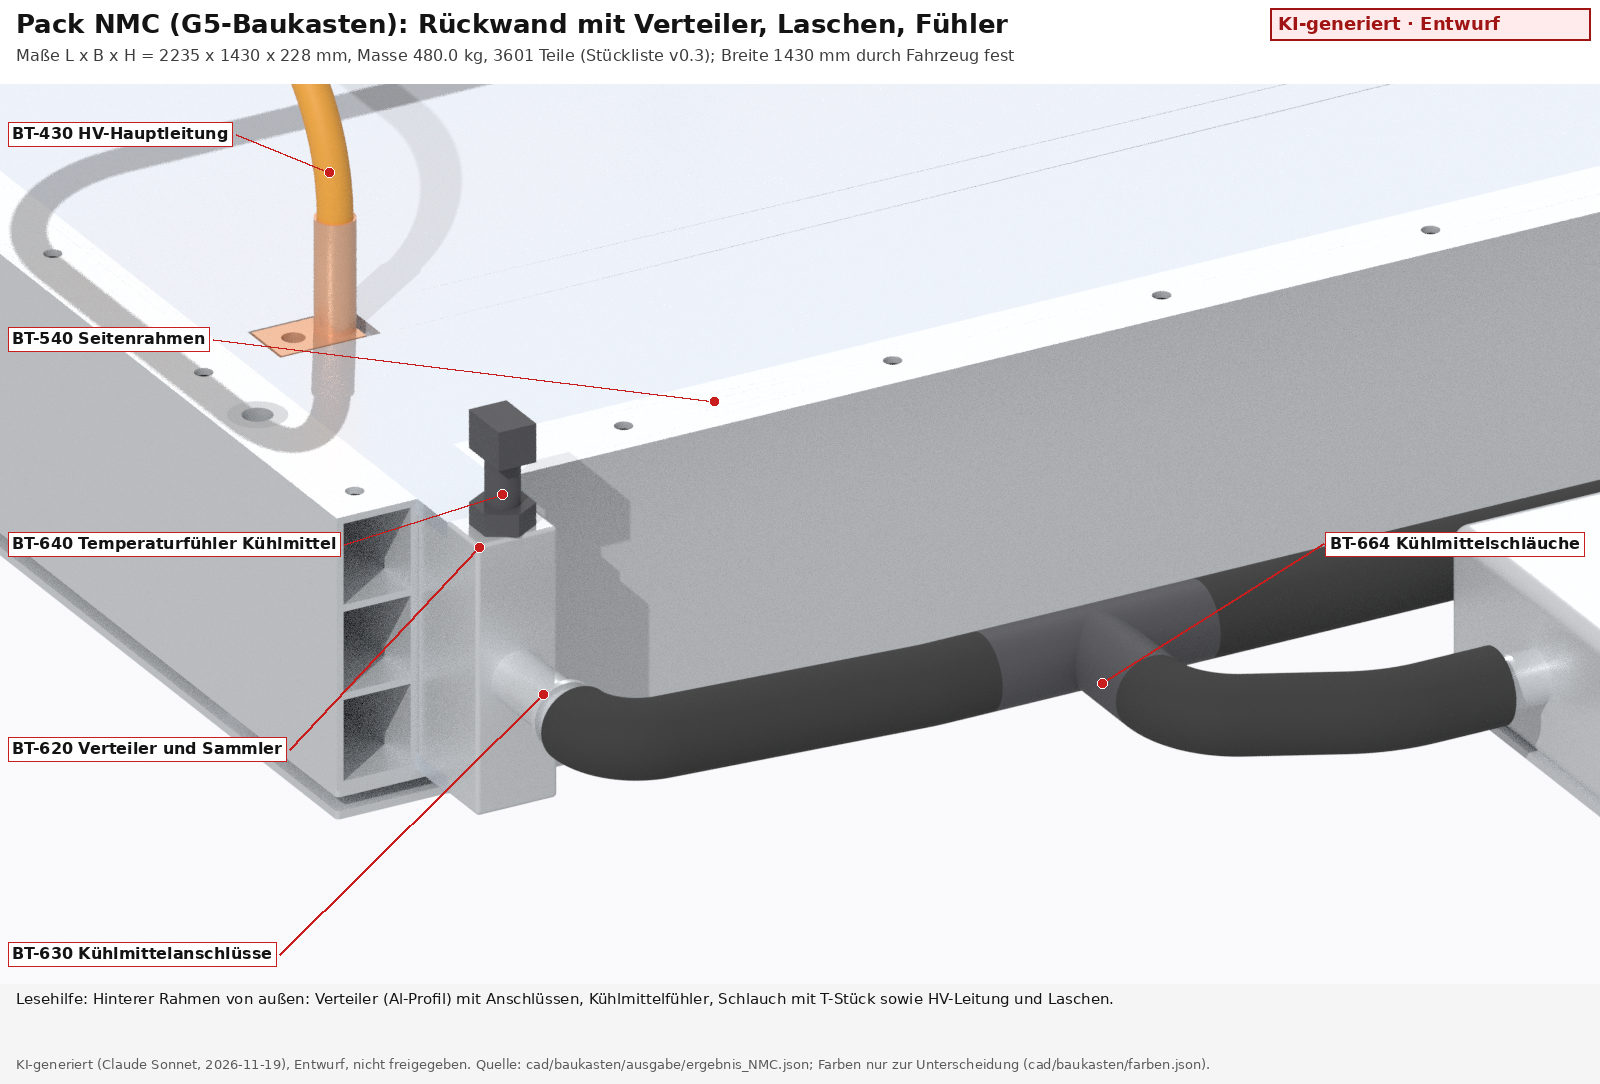 Pack NMC (G5-Baukasten): Rückwand mit Verteiler, Laschen, Fühler
KI-generiert · Entwurf
Maße L x B x H = 2235 x 1430 x 228 mm, Masse 480.0 kg, 3601 Teile (Stückliste v0.3); Breite 1430 mm durch Fahrzeug fest
BT-430 HV-Hauptleitung
BT-540 Seitenrahmen
BT-640 Temperaturfühler Kühlmittel
BT-664 Kühlmittelschläuche
BT-620 Verteiler und Sammler
BT-630 Kühlmittelanschlüsse
Lesehilfe: Hinterer Rahmen von außen: Verteiler (Al-Profil) mit Anschlüssen, Kühlmittelfühler, Schlauch mit T-Stück sowie HV-Leitung und Laschen.
KI-generiert (Claude Sonnet, 2026-11-19), Entwurf, nicht freigegeben. Quelle: cad/baukasten/ausgabe/ergebnis_NMC.json; Farben nur zur Unterscheidung (cad/baukasten/farben.json).